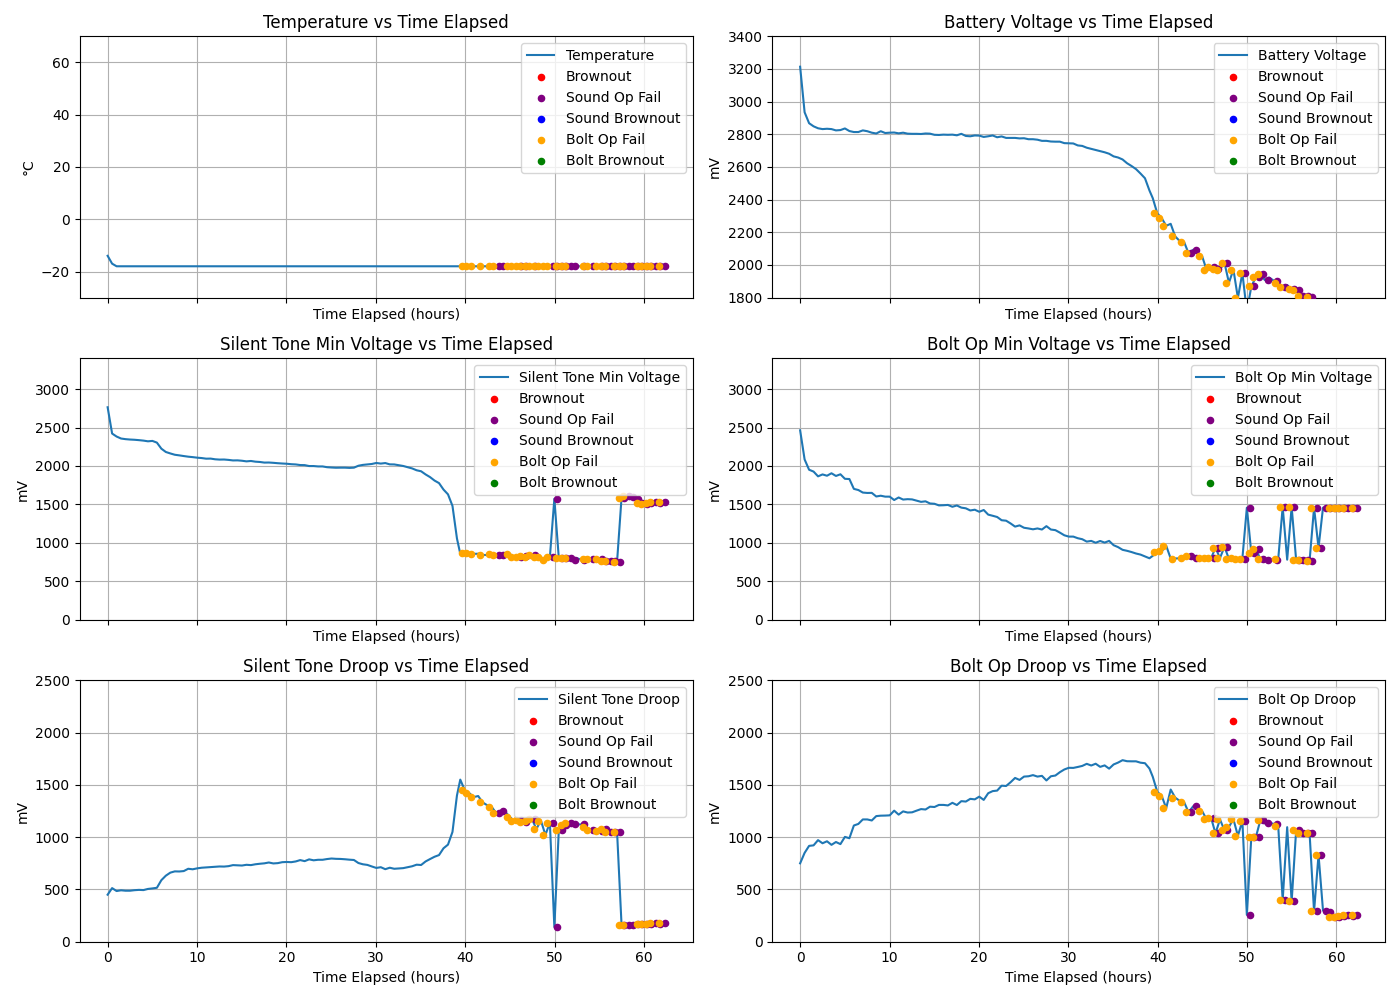 Temperature vs Time Elapsed
°C
60
40
20
0
−20
Temperature
Brownout
Sound Op Fail
Sound Brownout
Bolt Op Fail
Bolt Brownout
Time Elapsed (hours)
Battery Voltage vs Time Elapsed
mV
3400
3200
3000
2800
2600
2400
2200
2000
1800
Battery Voltage
Brownout
Sound Op Fail
Sound Brownout
Bolt Op Fail
Bolt Brownout
Time Elapsed (hours)
Silent Tone Min Voltage vs Time Elapsed
mV
3000
2500
2000
1500
1000
500
0
Silent Tone Min Voltage
Brownout
Sound Op Fail
Sound Brownout
Bolt Op Fail
Bolt Brownout
Time Elapsed (hours)
Bolt Op Min Voltage vs Time Elapsed
mV
3000
2500
2000
1500
1000
500
0
Bolt Op Min Voltage
Brownout
Sound Op Fail
Sound Brownout
Bolt Op Fail
Bolt Brownout
Time Elapsed (hours)
Silent Tone Droop vs Time Elapsed
mV
2500
2000
1500
1000
500
0
Silent Tone Droop
Brownout
Sound Op Fail
Sound Brownout
Bolt Op Fail
Bolt Brownout
0 10 20 30 40 50 60
Time Elapsed (hours)
Bolt Op Droop vs Time Elapsed
mV
2500
2000
1500
1000
500
0
Bolt Op Droop
Brownout
Sound Op Fail
Sound Brownout
Bolt Op Fail
Bolt Brownout
0 10 20 30 40 50 60
Time Elapsed (hours)